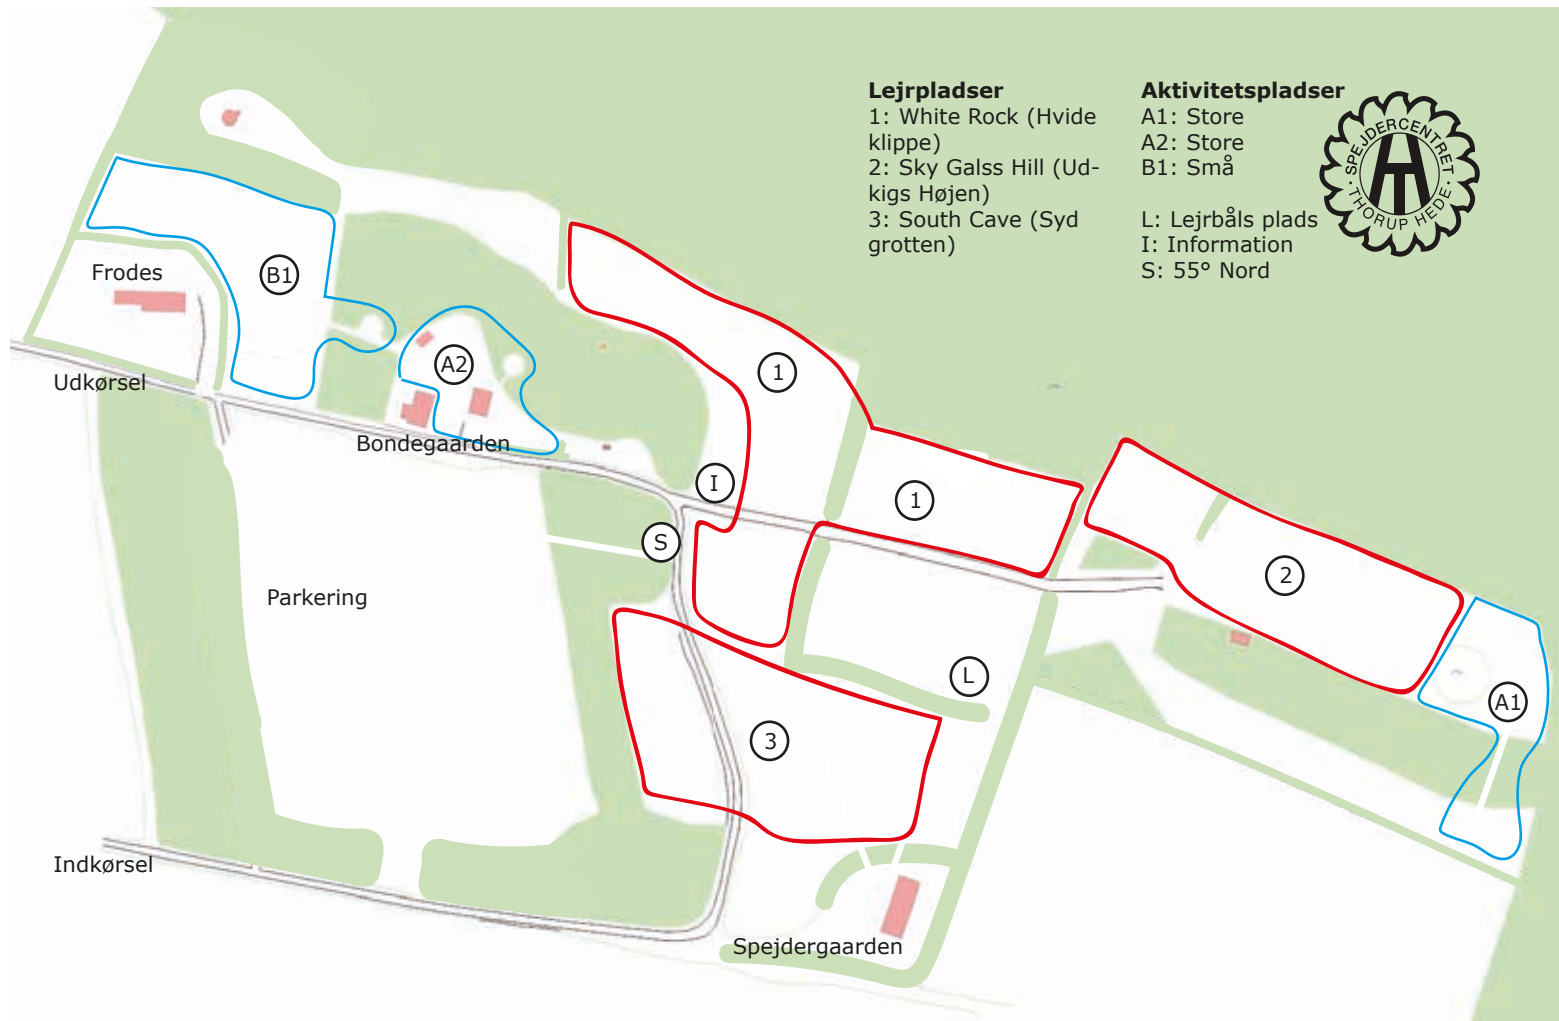 Lejrpladser
1: White Rock (Hvide
klippe)
2: Sky Galss Hill (Ud-
kigs Højen)
3: South Cave (Syd
grotten)
Aktivitetspladser
A1: Store
A2: Store
B1: Små
L: Lejrbåls plads
I: Information
S: 55° Nord
· SPEJDERCENTRET ·
THORUP HEDE
Frodes
B1
A2
1
Udkørsel
Bondegaarden
I
1
S
2
Parkering
L
A1
3
Indkørsel
Spejdergaarden